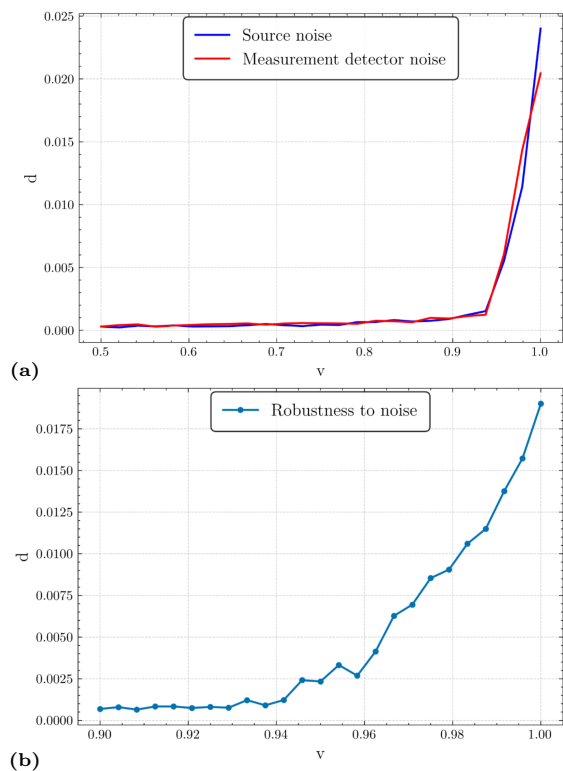 0.025
0.020
0.015
0.010
0.005
0.000
d
Source noise
Measurement detector noise
0.5 0.6 0.7 0.8 0.9 1.0
v
(a)
0.0175
0.0150
0.0125
0.0100
0.0075
0.0050
0.0025
0.0000
d
Robustness to noise
0.90 0.92 0.94 0.96 0.98 1.00
v
(b)